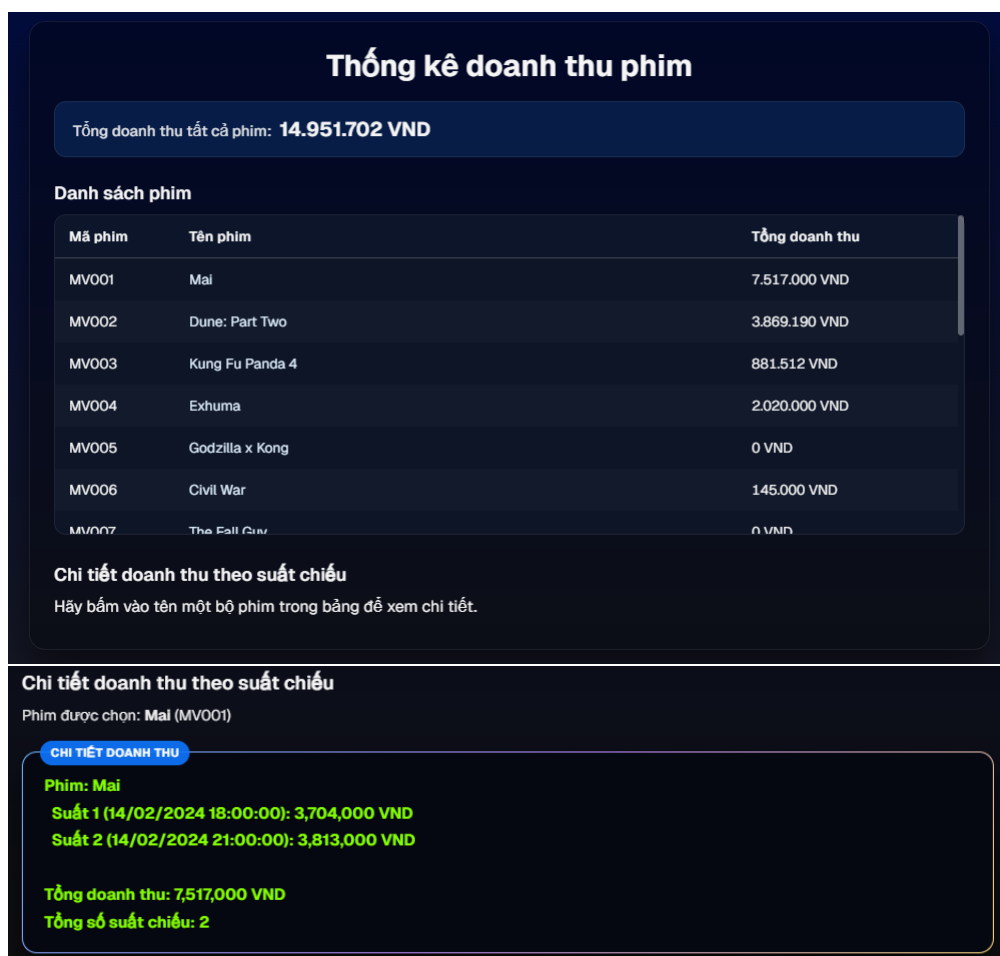 Thống kê doanh thu phim
Tổng doanh thu tất cả phim: 14.951.702 VND
Danh sách phim
Mã phim Tên phim Tổng doanh thu
MV001 Mai 7.517.000 VND
MV002 Dune: Part Two 3.869.190 VND
MV003 Kung Fu Panda 4 881.512 VND
MV004 Exhuma 2.020.000 VND
MV005 Godzilla x Kong 0 VND
MV006 Civil War 145.000 VND
MV007 The Fall Guy 0 VND
Chi tiết doanh thu theo suất chiếu
Hãy bấm vào tên một bộ phim trong bảng để xem chi tiết.
Chi tiết doanh thu theo suất chiếu
Phim được chọn: Mai (MV001)
CHI TIẾT DOANH THU
Phim: Mai
Suất 1 (14/02/2024 18:00:00): 3,704,000 VND
Suất 2 (14/02/2024 21:00:00): 3,813,000 VND
Tổng doanh thu: 7,517,000 VND
Tổng số suất chiếu: 2